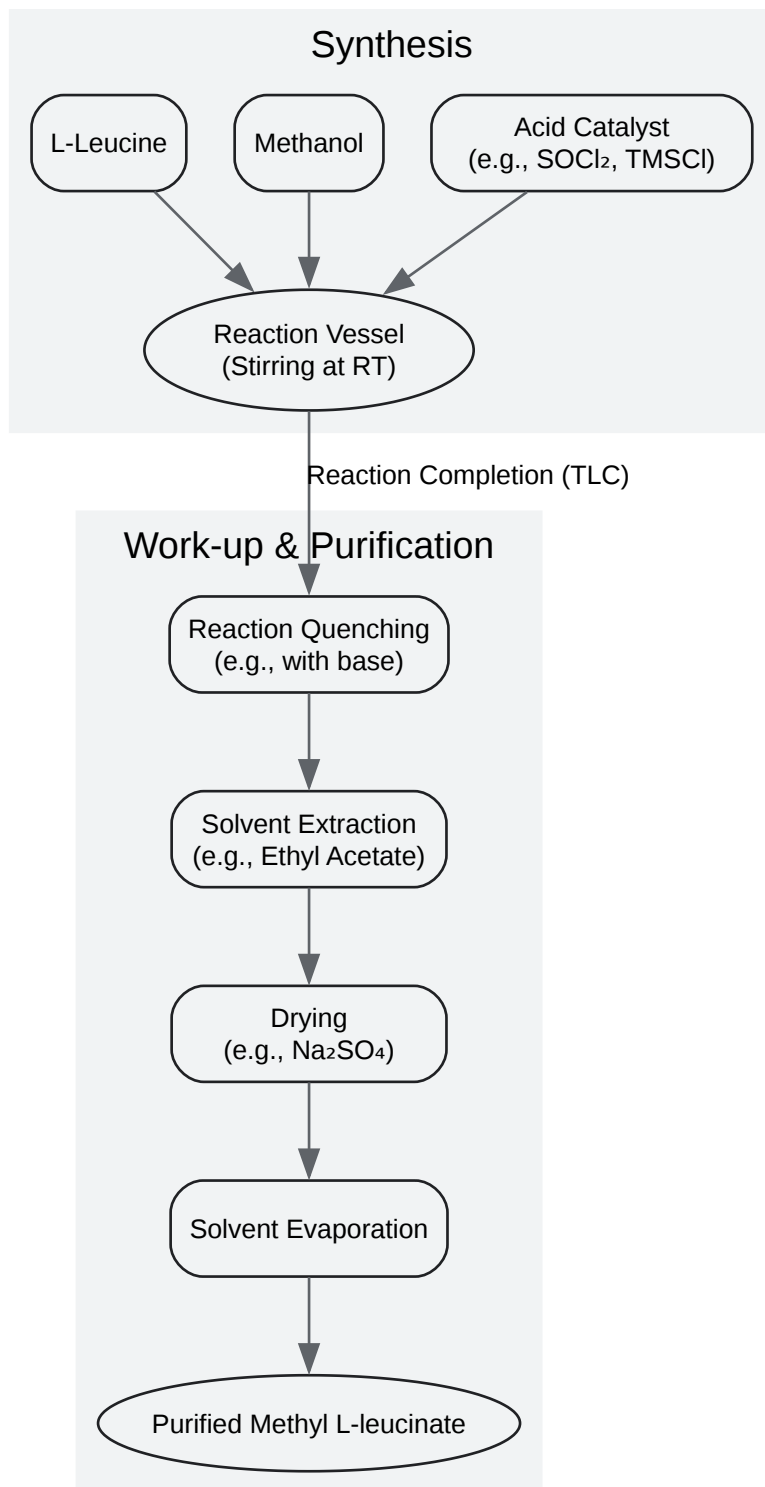 Synthesis
L-Leucine
Methanol
Acid Catalyst
(e.g., SOCl₂, TMSCl)
Reaction Vessel
(Stirring at RT)
Reaction Completion (TLC)
Work-up & Purification
Reaction Quenching
(e.g., with base)
Solvent Extraction
(e.g., Ethyl Acetate)
Drying
(e.g., Na₂SO₄)
Solvent Evaporation
Purified Methyl L-leucinate